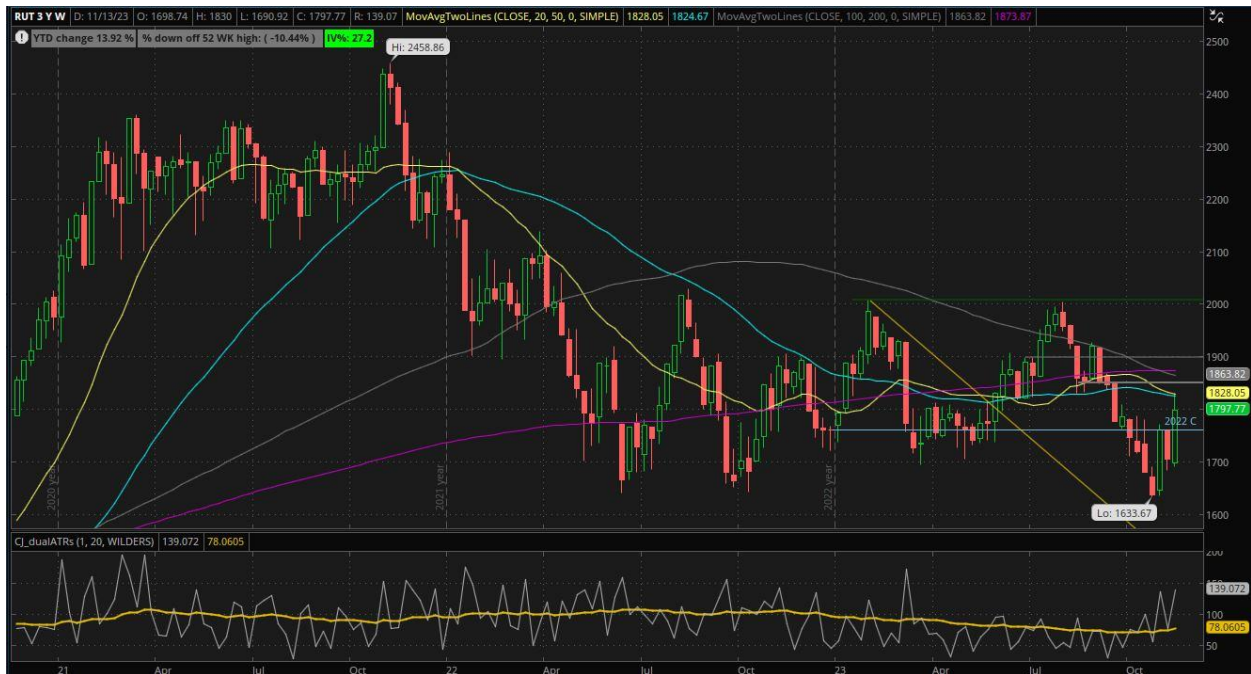 RUT 3 Y W D: 11/13/23 O: 1698.74 H: 1830 L: 1690.92 C: 1797.77 R: 139.07 MovAvgTwoLines (CLOSE, 20, 50, 0, SIMPLE) 1828.05 1824.67 MovAvgTwoLines (CLOSE, 100, 200, 0, SIMPLE) 1863.82 1873.87
YTD change 13.92 % % down off 52 WK high: ( -10.44% ) IV%: 27.2
Hi: 2458.86
2500
2400
2300
2200
2100
2000
1900
1863.82
1828.05
1797.77
2022 C
1700
1600
2020 year
2021 year
2022 year
Lo: 1633.67
CJ_dualATRs (1, 20, WILDERS) 139.072 78.0605
200
139.072
100
78.0605
50
21 Apr Jul Oct 22 Apr Jul Oct 23 Apr Jul Oct